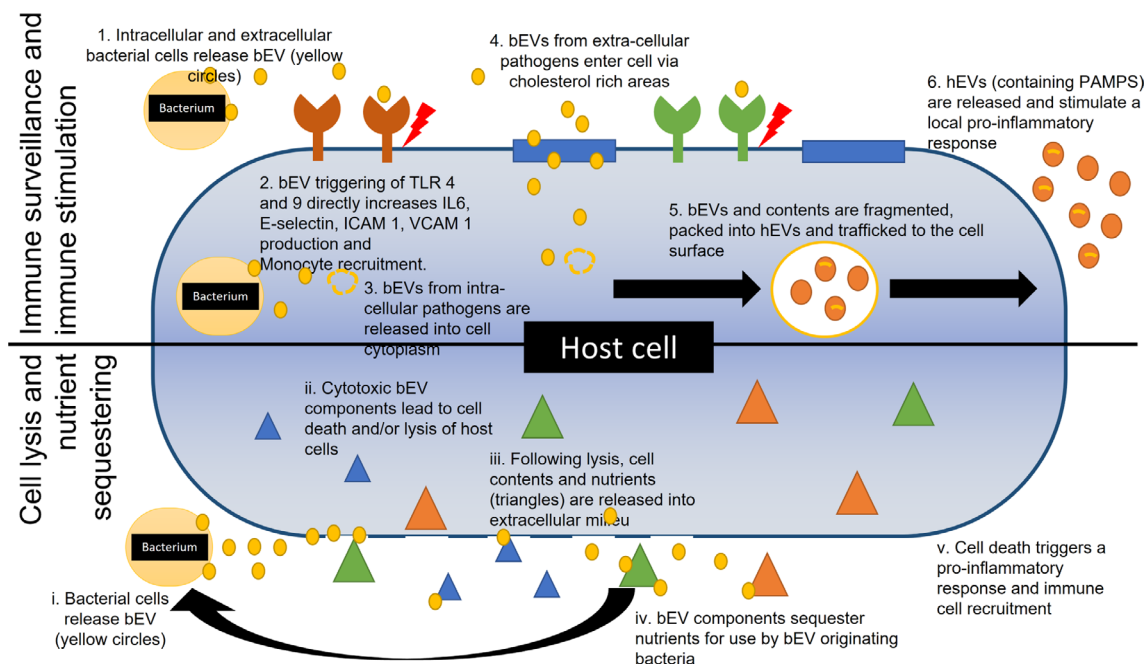 Immune surveillance and
immune stimulation
1. Intracellular and extracellular
bacterial cells release bEV (yellow
circles)
Bacterium
4. bEVs from extra-cellular
pathogens enter cell via
cholesterol rich areas
6. hEVs (containing PAMPS)
are released and stimulate a
local pro-inflammatory
response
2. bEV triggering of TLR 4
and 9 directly increases IL6,
E-selectin, ICAM 1, VCAM 1
production and
Monocyte recruitment.
5. bEVs and contents are fragmented,
packed into hEVs and trafficked to the cell
surface
Bacterium
3. bEVs from intra-
cellular pathogens are
released into cell
cytoplasm
Host cell
Cell lysis and
nutrient
sequestering
ii. Cytotoxic bEV
components lead to cell
death and/or lysis of host
cells
iii. Following lysis, cell
contents and nutrients
(triangles) are released into
extracellular milieu
Bacterium
i. Bacterial cells
release bEV
(yellow circles)
iv. bEV components sequester
nutrients for use by bEV originating
bacteria
v. Cell death triggers a
pro-inflammatory
response and immune
cell recruitment